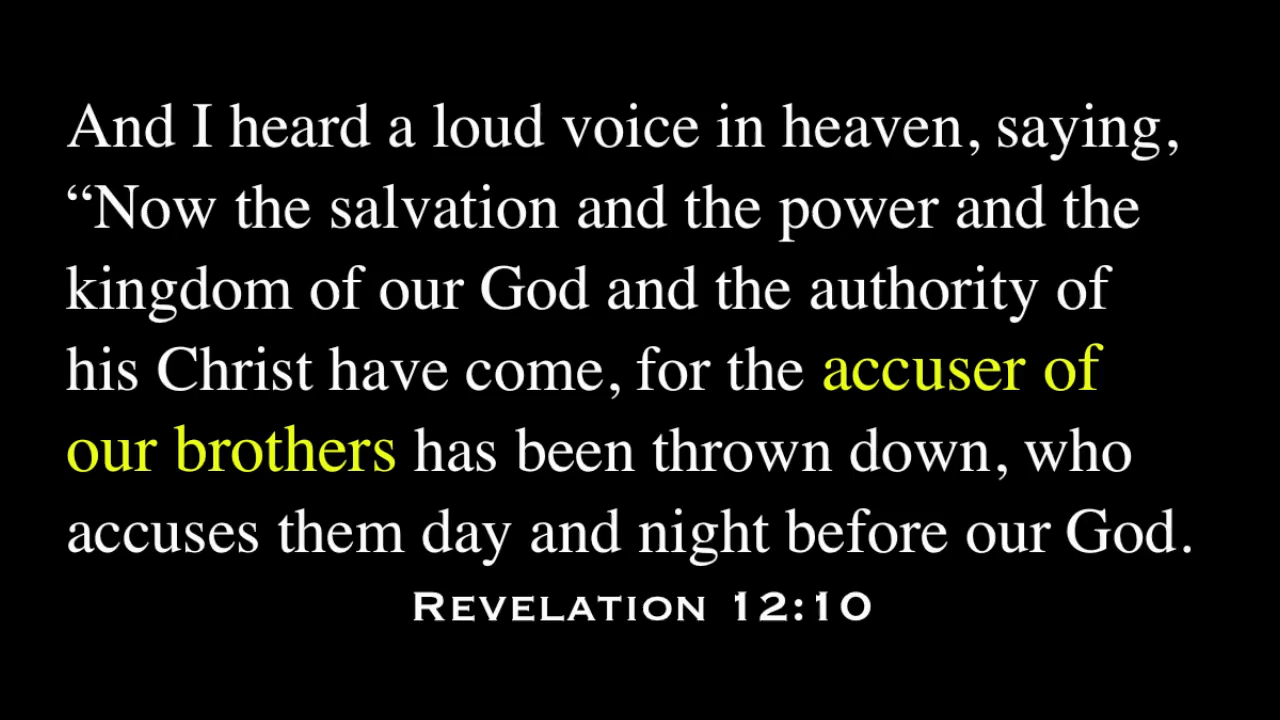 And I heard a loud voice in heaven, saying,
“Now the salvation and the power and the
kingdom of our God and the authority of
his Christ have come, for the accuser of
our brothers has been thrown down, who
accuses them day and night before our God.
Revelation 12:10